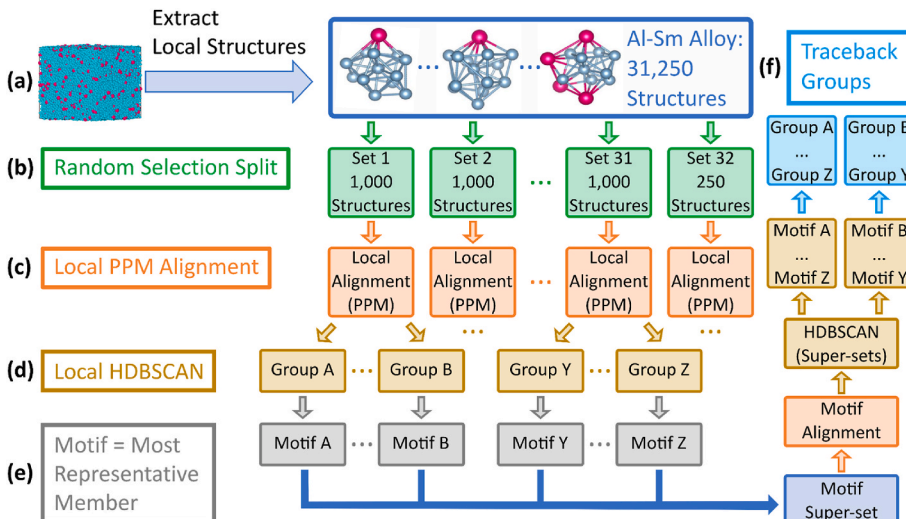 Extract
Local Structures
(a)
... ...
Al-Sm Alloy:
31,250
Structures
(f)
Traceback
Groups
(b)
Random Selection Split
Set 1
1,000
Structures
Set 2
1,000
Structures
...
Set 31
1,000
Structures
Set 32
250
Structures
Group A
...
Group Z
Group B
...
Group Y
(c)
Local PPM Alignment
Local
Alignment
(PPM)
Local
Alignment
(PPM)
...
Local
Alignment
(PPM)
Local
Alignment
(PPM)
Motif A
...
Motif Z
Motif B
...
Motif Y
... ...
(d)
Local HDBSCAN
Group A
...
Group B
Group Y
...
Group Z
HDBSCAN
(Super-sets)
(e)
Motif = Most
Representative
Member
Motif A
...
Motif B
Motif Y
...
Motif Z
Motif
Alignment
Motif
Super-set